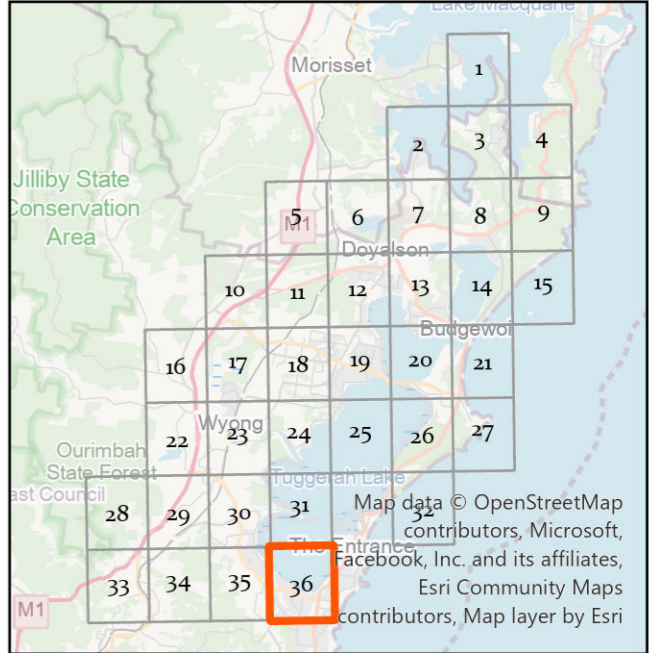 Lake Macquarie
Morisset
1
2
3
4
Jilliby State
Conservation
Area
5
M1
6
7
8
9
Doyalson
10
11
12
13
14
15
Budgewoi
16
17
18
19
20
21
Wyong
22
23
24
25
26
27
Ourimbah
State Forest
ast Council
Tuggerah Lake
28
29
30
31
32
Map data © OpenStreetMap
contributors, Microsoft,
The Entrance
Facebook, Inc. and its affiliates,
Esri Community Maps
contributors, Map layer by Esri
33
34
35
36
M1